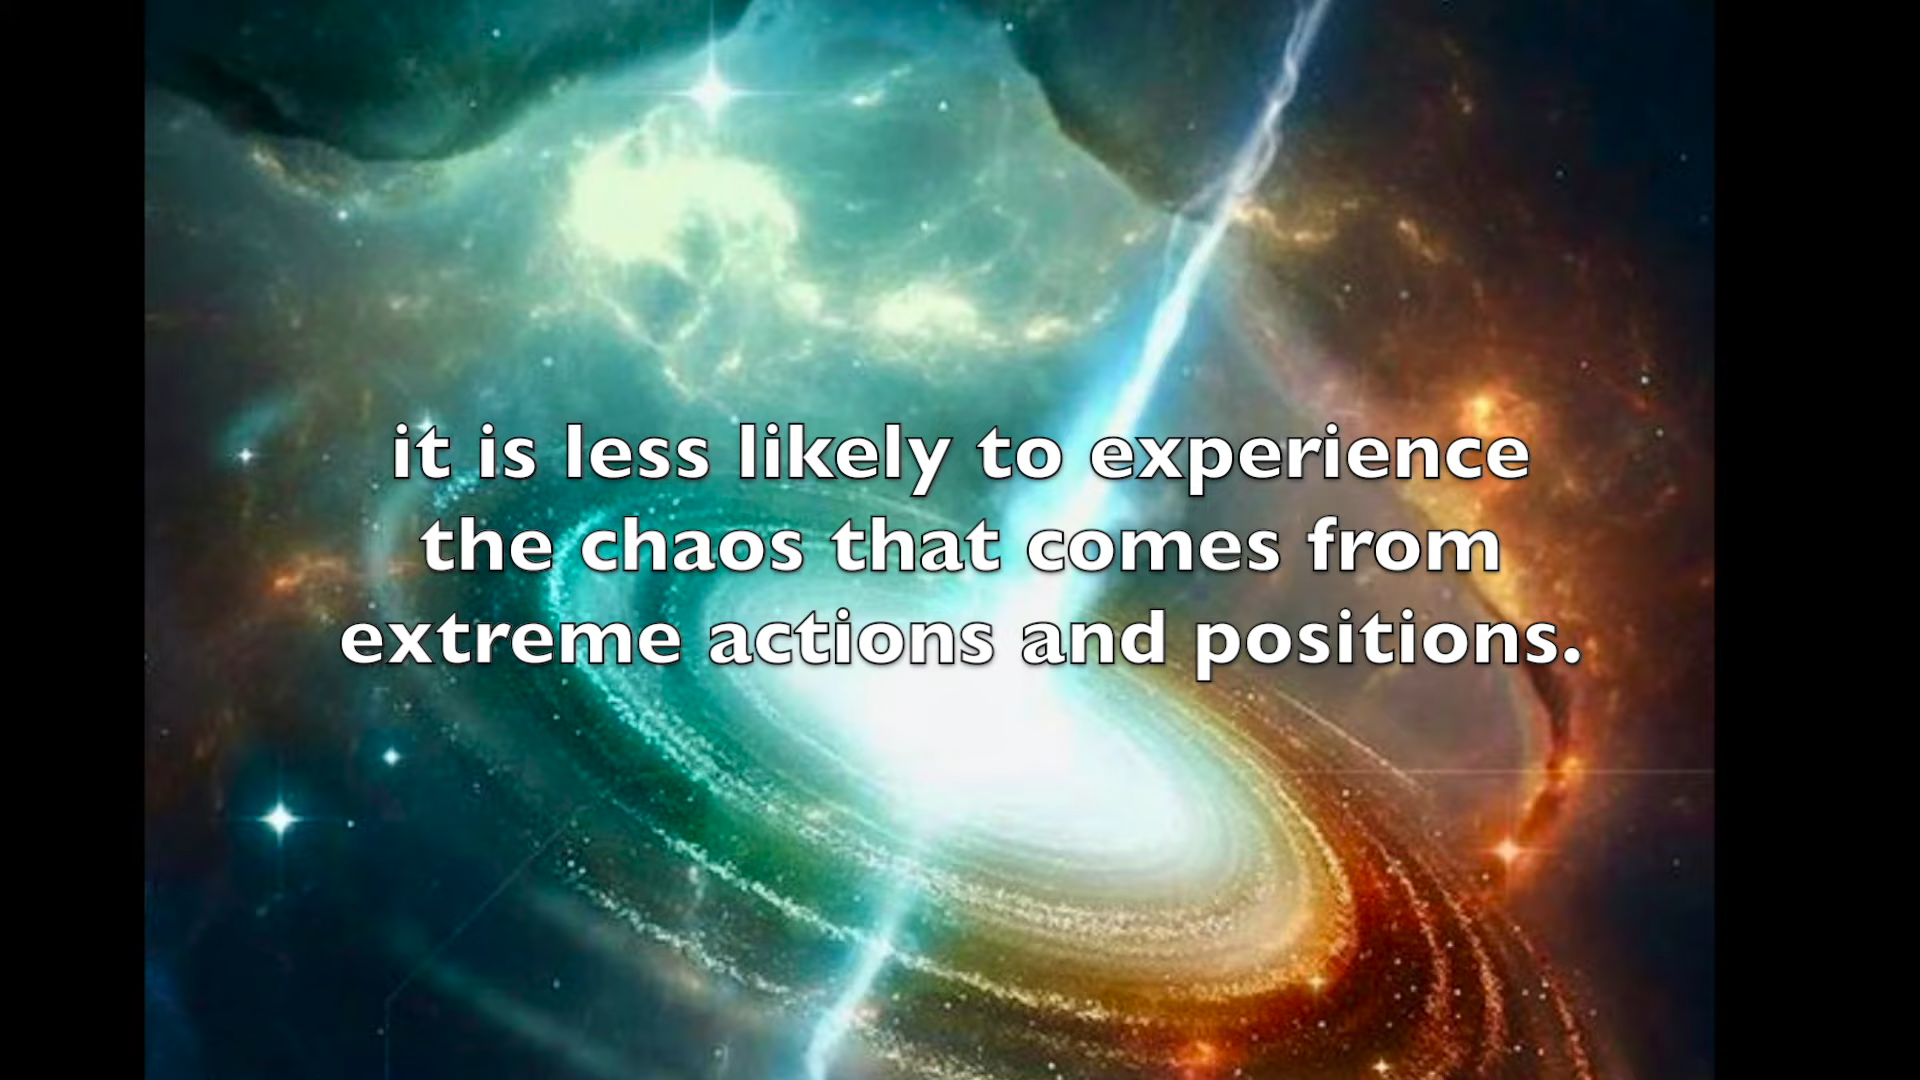 it is less likely to experience
the chaos that comes from
extreme actions and positions.